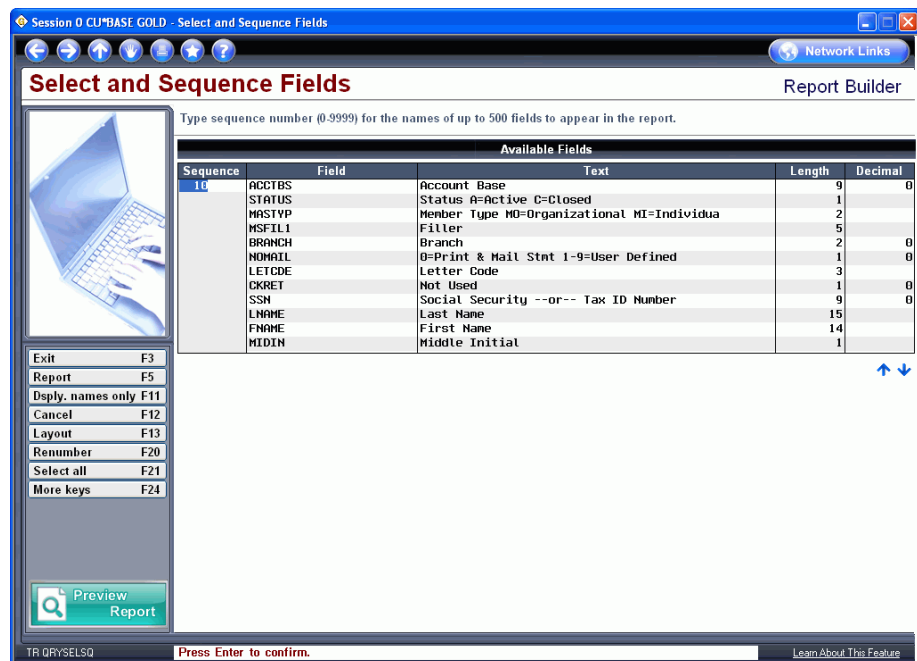 Session 0 CU*BASE GOLD - Select and Sequence Fields
Network Links
Select and Sequence Fields
Report Builder
Type sequence number (0-9999) for the names of up to 500 fields to appear in the report.
Available Fields
Sequence Field Text Length Decimal
10 ACCTBS Account Base 9 0
STATUS Status A=Active C=Closed 1
MASTYP Member Type MO=Organizational MI=Individua 2
MSFIL1 Filler 5
BRANCH Branch 2 0
NOMAIL 0=Print & Mail Stmt 1-9=User Defined 1 0
LETCDE Letter Code 3
CKRET Not Used 1 0
SSN Social Security --or-- Tax ID Number 9 0
LNAME Last Name 15
FNAME First Name 14
MIDIN Middle Initial 1
Exit F3
Report F5
Dsply. names only F11
Cancel F12
Layout F13
Renumber F20
Select all F21
More keys F24
Preview
Report
TR QRYSELSQ
Press Enter to confirm.
Learn About This Feature